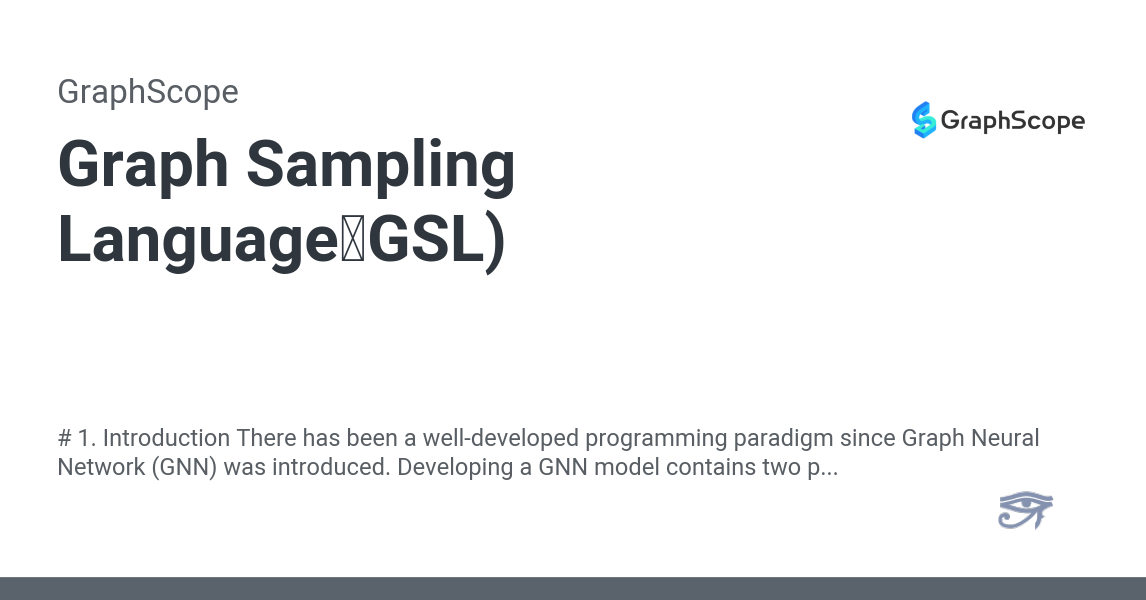 GraphScope
GraphScope
Graph Sampling
Language GSL)
# 1. Introduction There has been a well-developed programming paradigm since Graph Neural
Network (GNN) was introduced. Developing a GNN model contains two p...